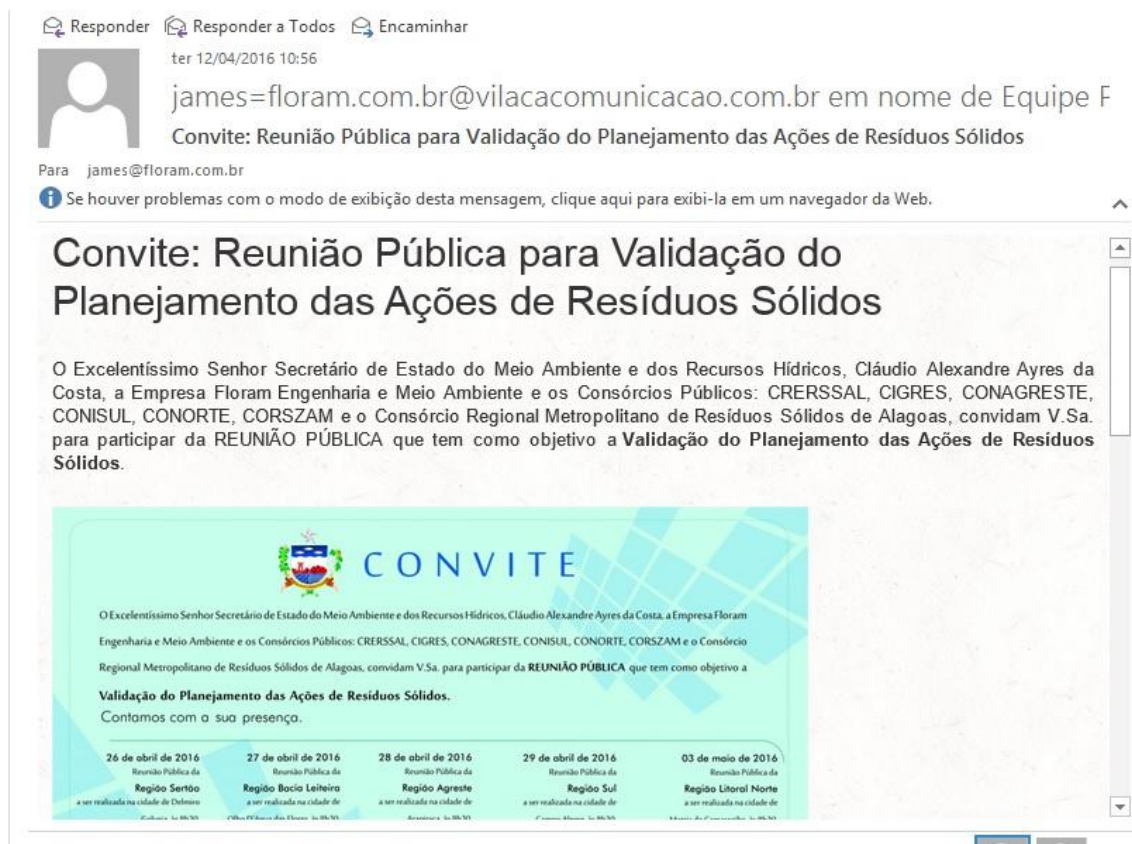 Responder Responder a Todos Encaminhar
ter 12/04/2016 10:56
james=floram.com.br@vilacacomunicacao.com.br em nome de Equipe F
Convite: Reunião Pública para Validação do Planejamento das Ações de Resíduos Sólidos
Para james@floram.com.br
Se houver problemas com o modo de exibição desta mensagem, clique aqui para exibi-la em um navegador da Web.
Convite: Reunião Pública para Validação do
Planejamento das Ações de Resíduos Sólidos
O Excelentíssimo Senhor Secretário de Estado do Meio Ambiente e dos Recursos Hídricos, Cláudio Alexandre Ayres da
Costa, a Empresa Floram Engenharia e Meio Ambiente e os Consórcios Públicos: CRERSSAL, CIGRES, CONAGRESTE,
CONISUL, CONORTE, CORSZAM e o Consórcio Regional Metropolitano de Resíduos Sólidos de Alagoas, convidam V.Sa.
para participar da REUNIÃO PÚBLICA que tem como objetivo a Validação do Planejamento das Ações de Resíduos
Sólidos.
CONVITE
O Excelentíssimo Senhor Secretário de Estado do Meio Ambiente e dos Recursos Hídricos, Cláudio Alexandre Ayres da Costa, a Empresa Floram
Engenharia e Meio Ambiente e os Consórcios Públicos: CRERSSAL, CIGRES, CONAGRESTE, CONISUL, CONORTE, CORSZAM e o Consórcio
Regional Metropolitano de Resíduos Sólidos de Alagoas, convidam V.Sa. para participar da REUNIÃO PÚBLICA que tem como objetivo a
Validação do Planejamento das Ações de Resíduos Sólidos.
Contamos com a sua presença.
26 de abril de 2016 27 de abril de 2016 28 de abril de 2016 29 de abril de 2016 03 de maio de 2016
Reunião Pública da Reunião Pública da Reunião Pública da Reunião Pública da Reunião Pública da
Região Sertão Região Bacia Leiteira Região Agreste Região Sul Região Litoral Norte
a ser realizada na cidade de Delmiro a ser realizada na cidade de a ser realizada na cidade de a ser realizada na cidade de a ser realizada na cidade de